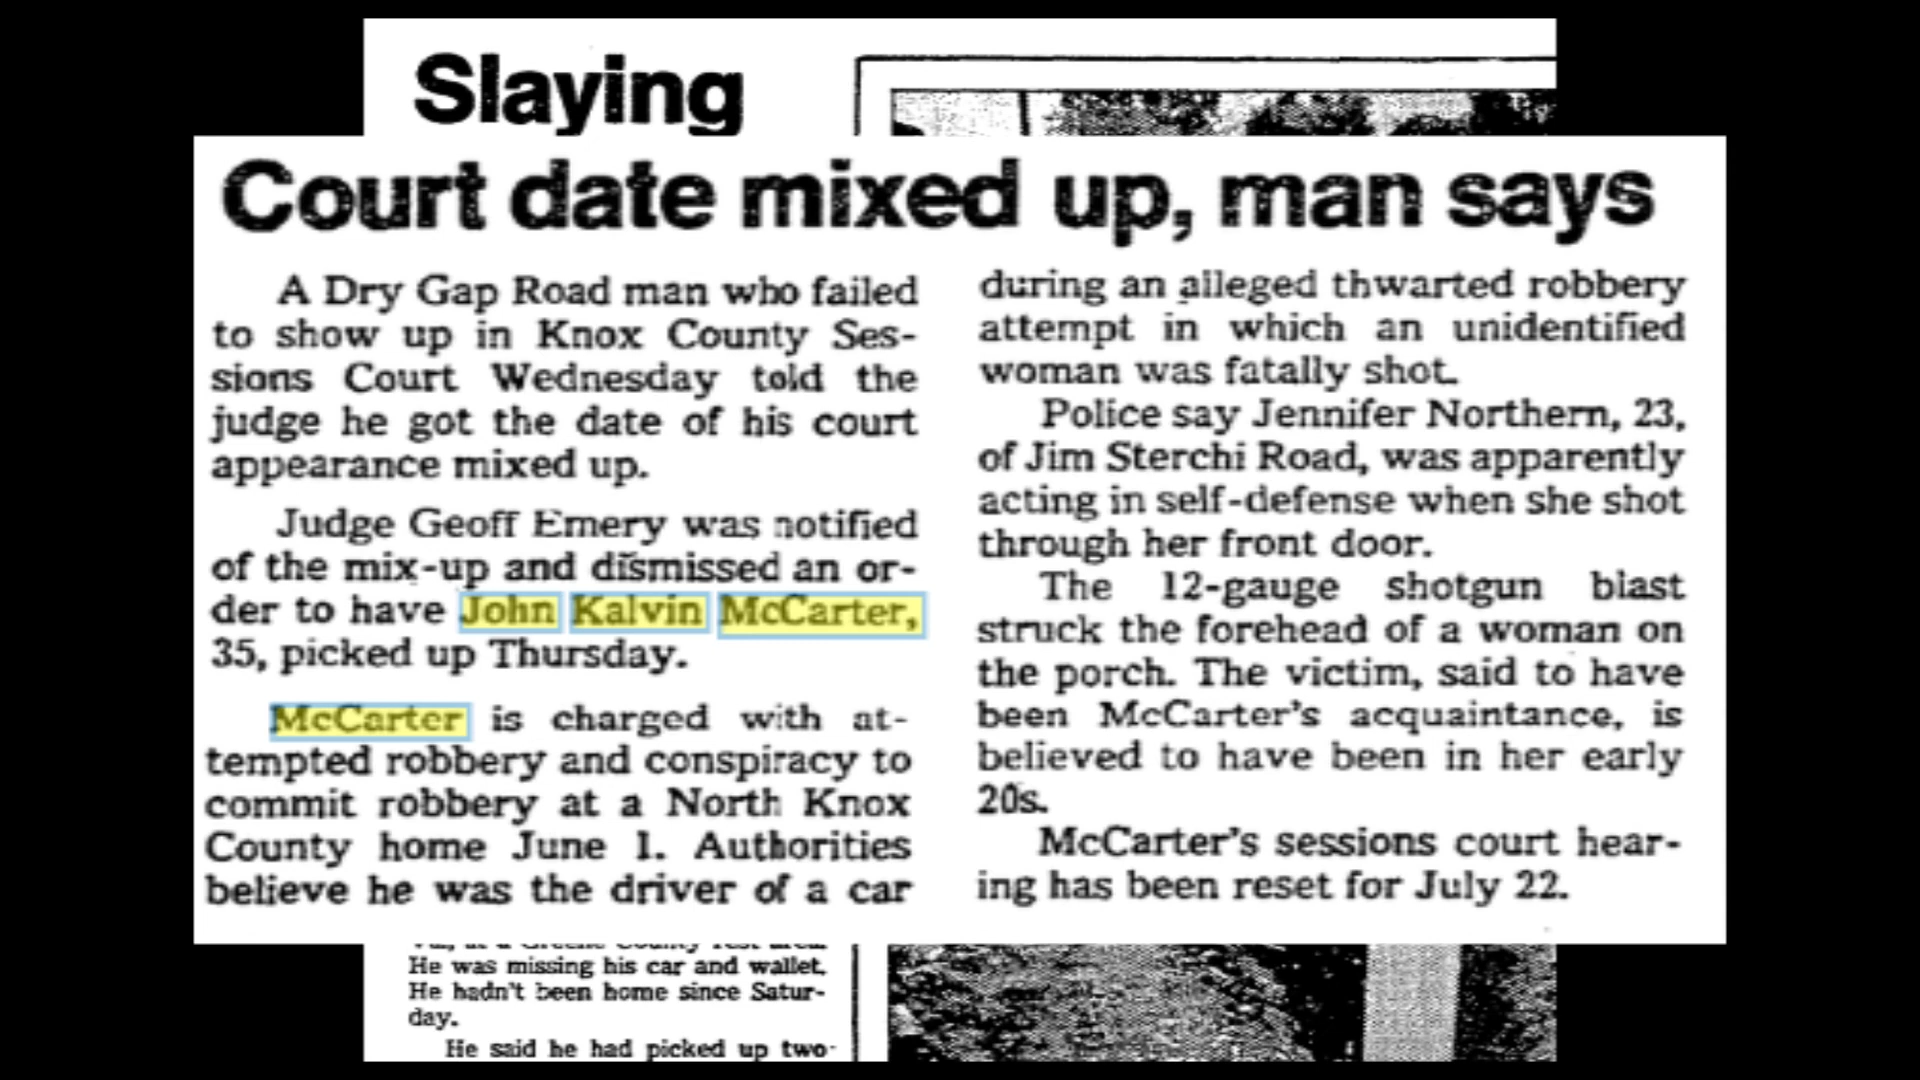 Slaying
Court date mixed up, man says
A Dry Gap Road man who failed
to show up in Knox County Ses-
sions Court Wednesday told the
judge he got the date of his court
appearance mixed up.
Judge Geoff Emery was notified
of the mix-up and dismissed an or-
der to have John Kalvin McCarter,
35, picked up Thursday.
McCarter is charged with at-
tempted robbery and conspiracy to
commit robbery at a North Knox
County home June 1. Authorities
believe he was the driver of a car
during an alleged thwarted robbery
attempt in which an unidentified
woman was fatally shot.
Police say Jennifer Northern, 23,
of Jim Sterchi Road, was apparently
acting in self-defense when she shot
through her front door.
The 12-gauge shotgun blast
struck the forehead of a woman on
the porch. The victim, said to have
been McCarter's acquaintance, is
believed to have been in her early
20s.
McCarter's sessions court hear-
ing has been reset for July 22.
at a Greene County rest area.
He was missing his car and wallet.
He hadn't been home since Satur-
day.
He said he had picked up two-